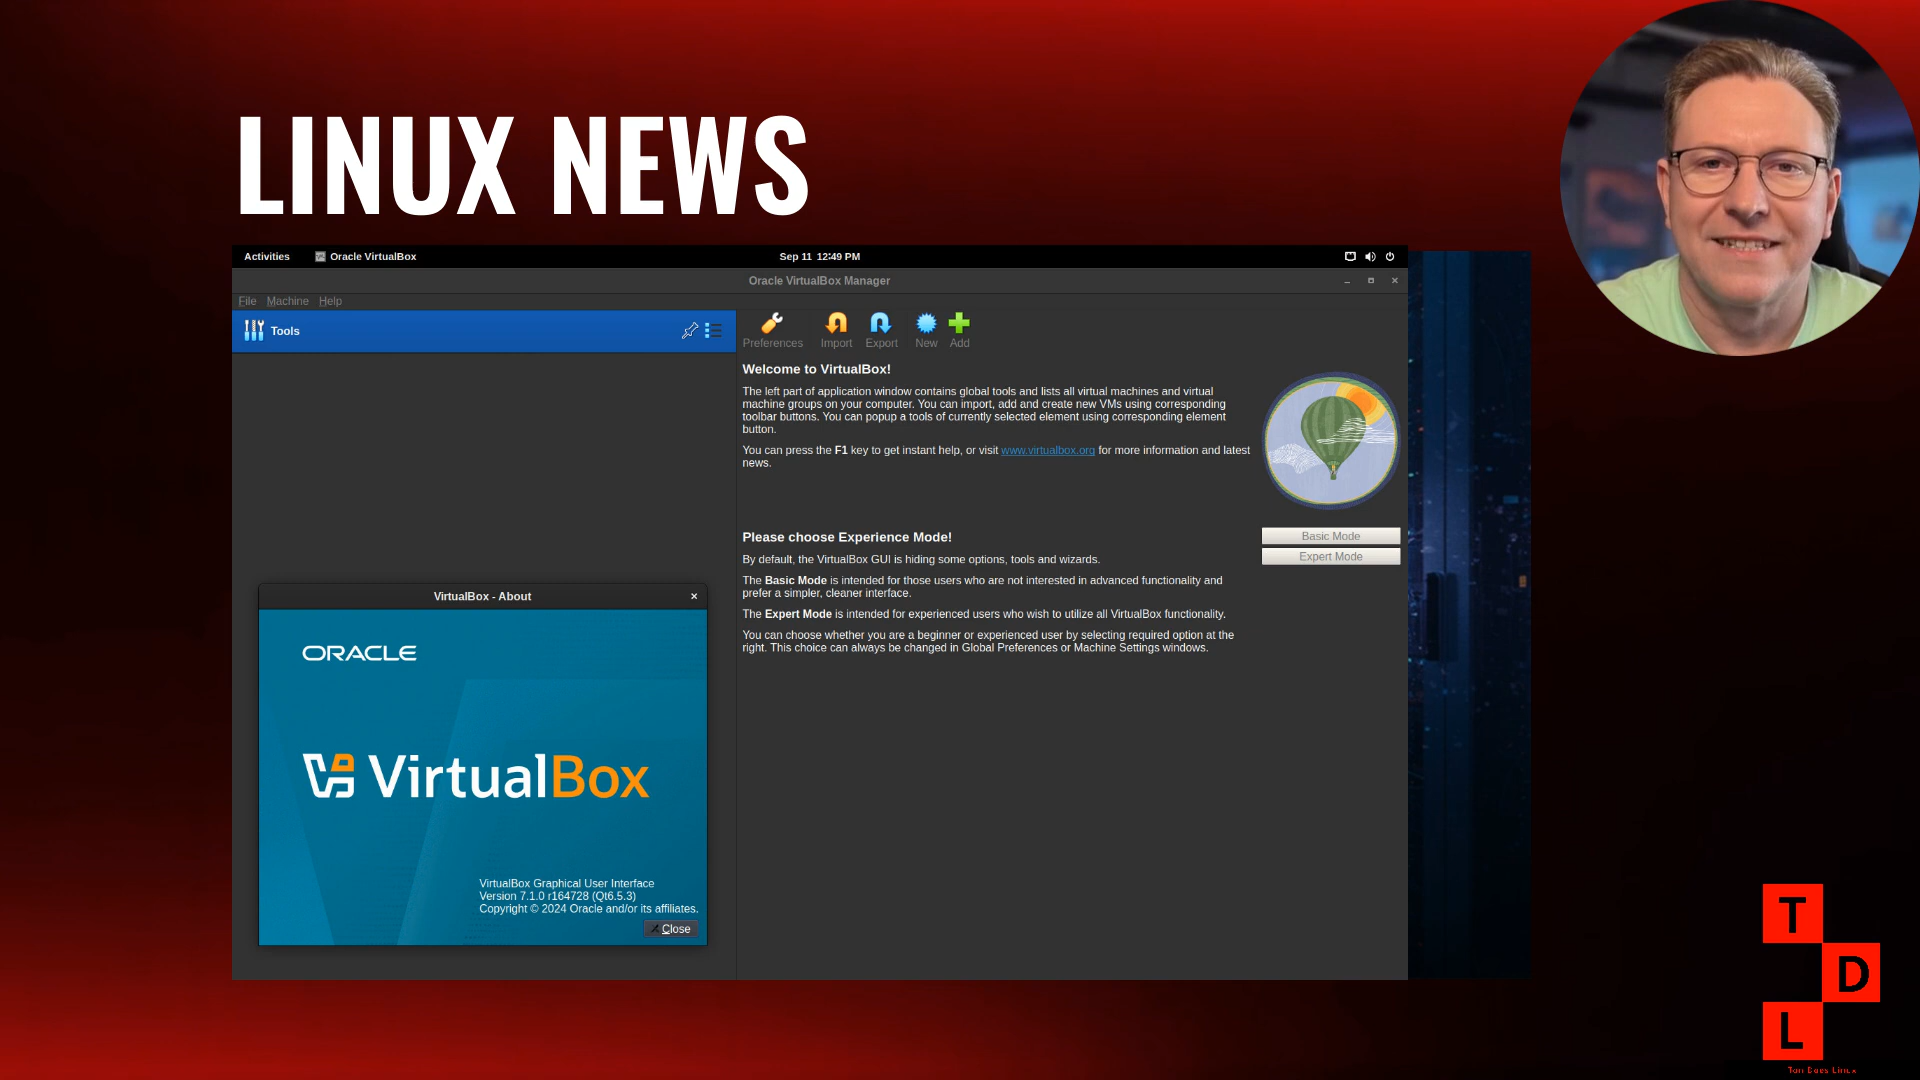 LINUX NEWS
Activities
Oracle VirtualBox
Sep 11 12:49 PM
Oracle VirtualBox Manager
File Machine Help
Tools
Preferences
Import
Export
New
Add
Welcome to VirtualBox!
The left part of application window contains global tools and lists all virtual machines and virtual
machine groups on your computer. You can import, add and create new VMs using corresponding
toolbar buttons. You can popup a tools of currently selected element using corresponding element
button.
You can press the F1 key to get instant help, or visit www.virtualbox.org for more information and latest
news.
Please choose Experience Mode!
By default, the VirtualBox GUI is hiding some options, tools and wizards.
The Basic Mode is intended for those users who are not interested in advanced functionality and
prefer a simpler, cleaner interface.
The Expert Mode is intended for experienced users who wish to utilize all VirtualBox functionality.
You can choose whether you are a beginner or experienced user by selecting required option at the
right. This choice can always be changed in Global Preferences or Machine Settings windows.
Basic Mode
Expert Mode
VirtualBox - About
ORACLE
VirtualBox
VirtualBox Graphical User Interface
Version 7.1.0 r164728 (Qt6.5.3)
Copyright © 2024 Oracle and/or its affiliates.
Close
T
D
L
Does Linux